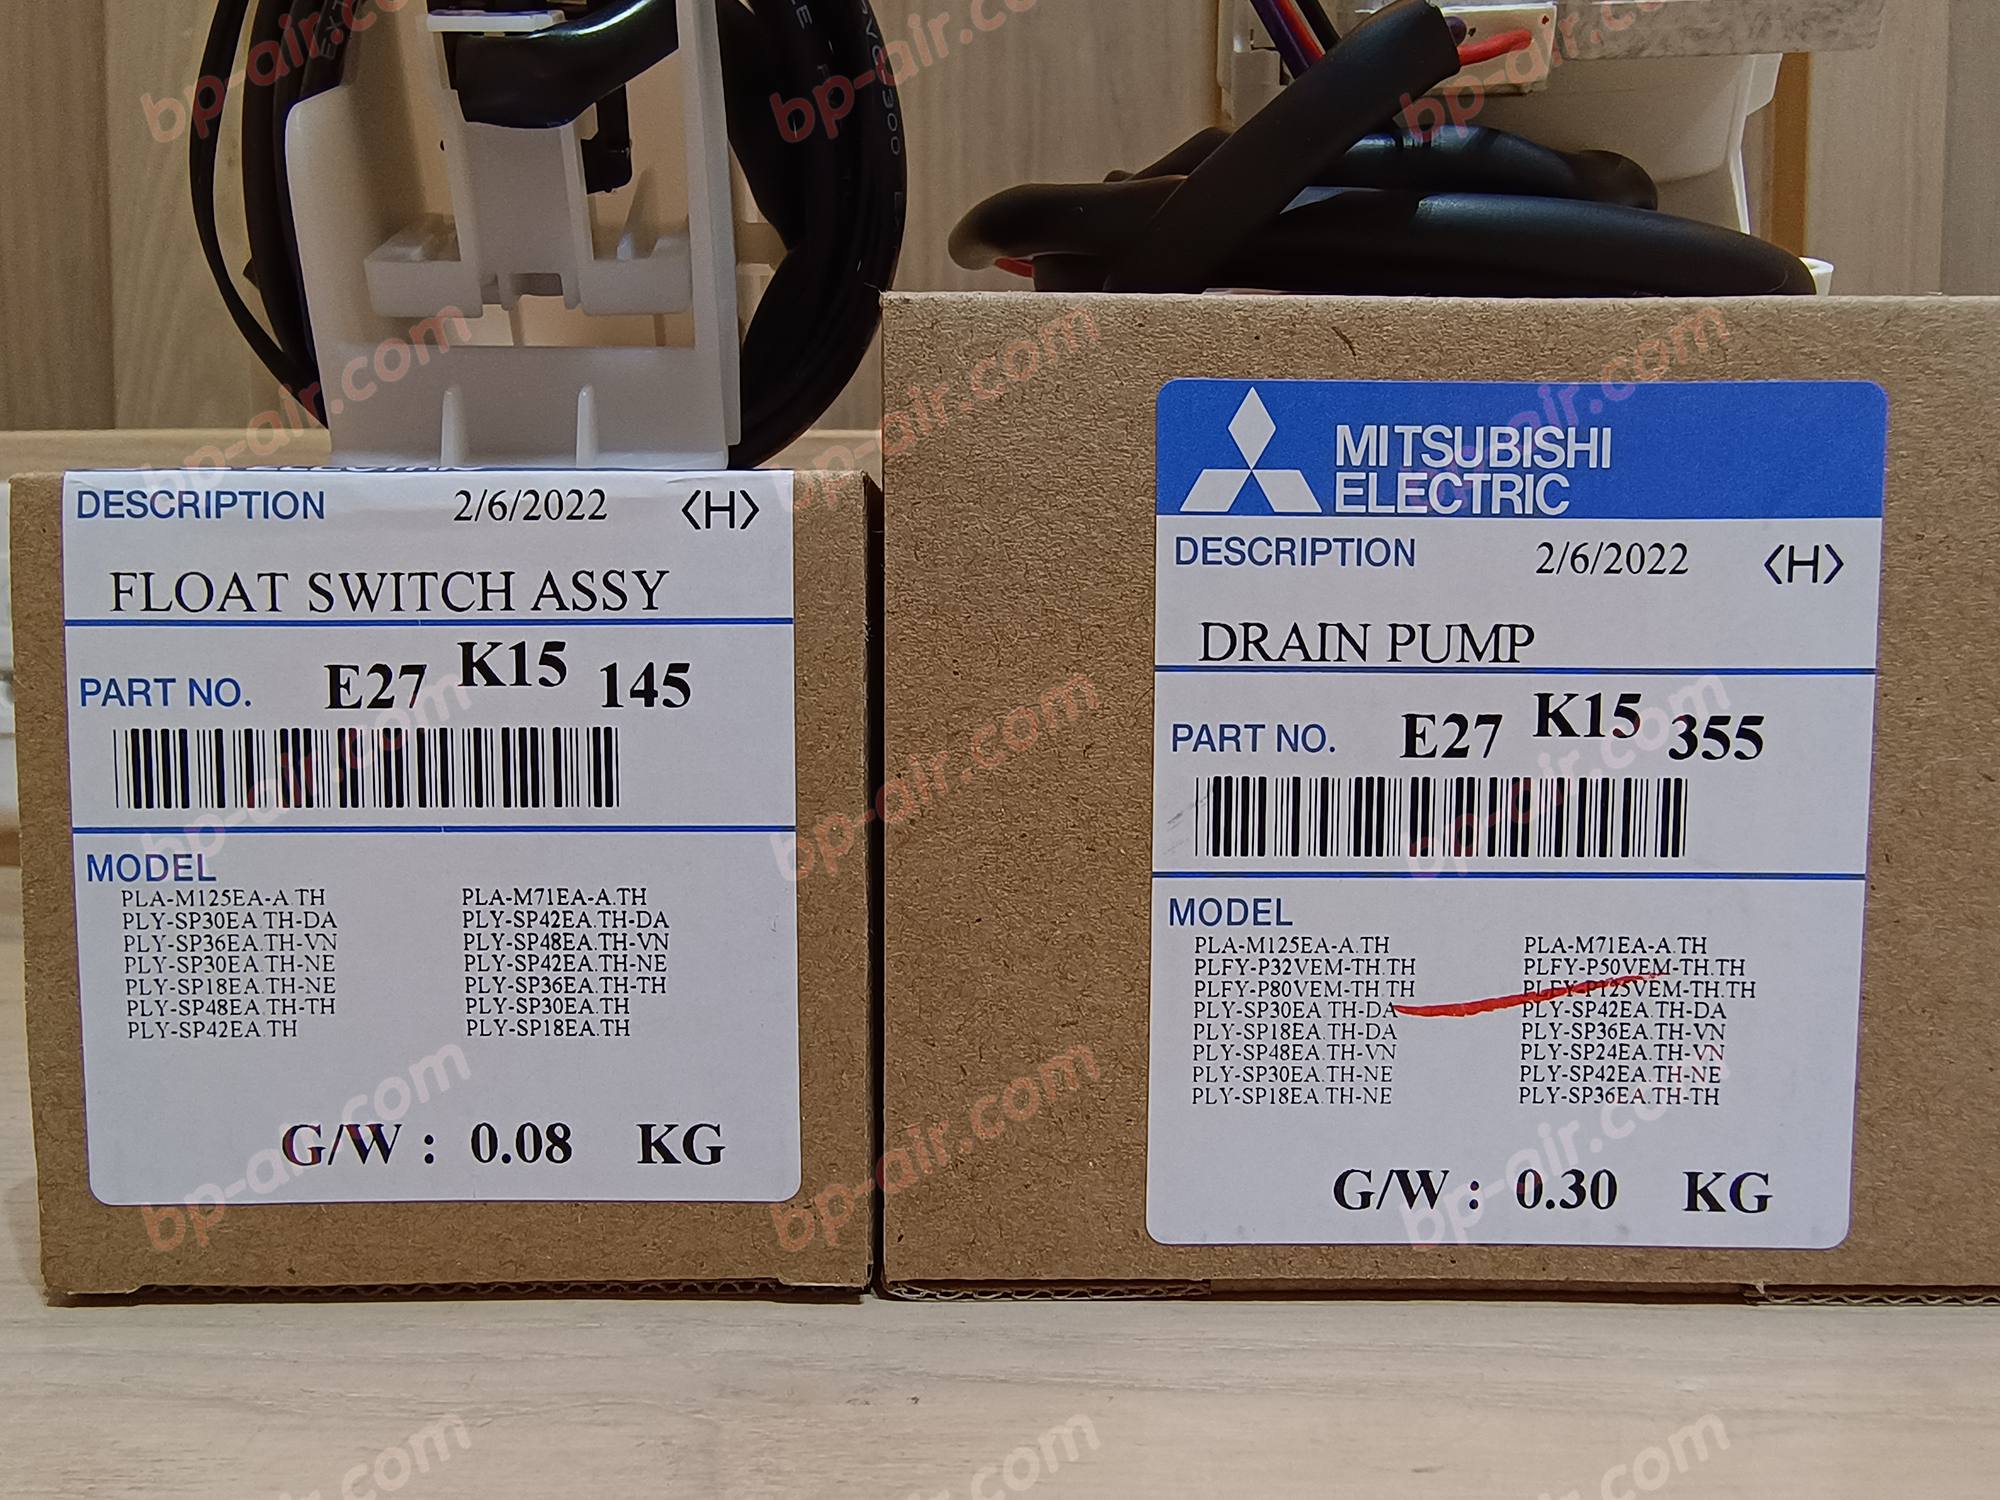 DESCRIPTION 2/6/2022 <H>
FLOAT SWITCH ASSY
PART NO. E27 K15 145
MODEL
PLA-M125EA-A.TH PLA-M71EA-A.TH
PLY-SP30EA.TH-DA PLY-SP42EA.TH-DA
PLY-SP36EA.TH-VN PLY-SP48EA.TH-VN
PLY-SP30EA.TH-NE PLY-SP42EA.TH-NE
PLY-SP18EA.TH-NE PLY-SP36EA.TH-TH
PLY-SP48EA.TH-TH PLY-SP30EA.TH
PLY-SP42EA.TH PLY-SP18EA.TH
G/W : 0.08 KG
MITSUBISHI
ELECTRIC
DESCRIPTION 2/6/2022 <H>
DRAIN PUMP
PART NO. E27 K15 355
MODEL
PLA-M125EA-A.TH PLA-M71EA-A.TH
PLFY-P32VEM-TH.TH PLFY-P50VEM-TH.TH
PLFY-P80VEM-TH.TH PLFY-P125VEM-TH.TH
PLY-SP30EA.TH-DA PLY-SP42EA.TH-DA
PLY-SP18EA.TH-DA PLY-SP36EA.TH-VN
PLY-SP48EA.TH-VN PLY-SP24EA.TH-VN
PLY-SP30EA.TH-NE PLY-SP42EA.TH-NE
PLY-SP18EA.TH-NE PLY-SP36EA.TH-TH
G/W : 0.30 KG
bp-air.com